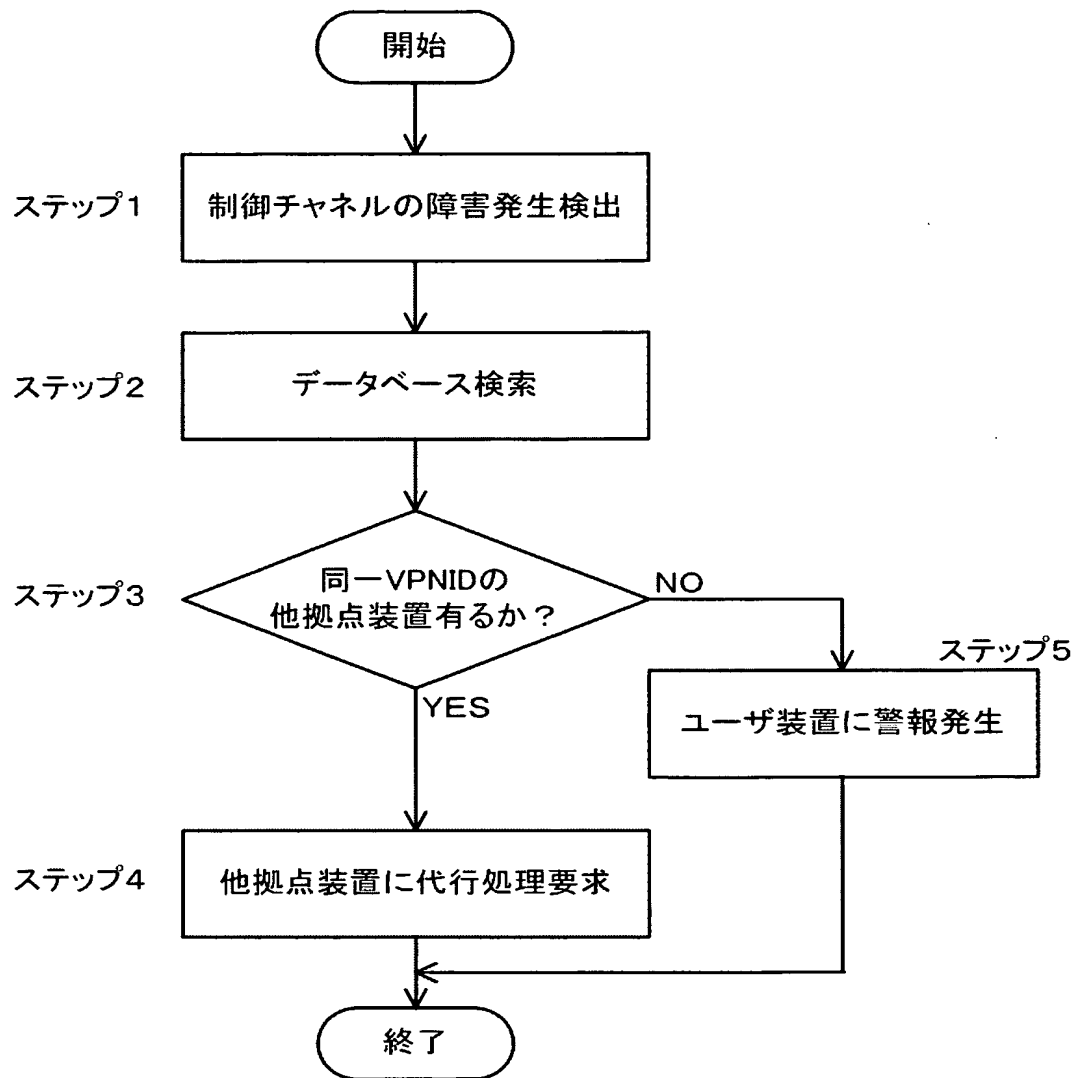 開始
ステップ1
制御チャネルの障害発生検出
ステップ2
データベース検索
ステップ3
同一VPNIDの
他拠点装置有るか？
NO
YES
ステップ5
ユーザ装置に警報発生
ステップ4
他拠点装置に代行処理要求
終了